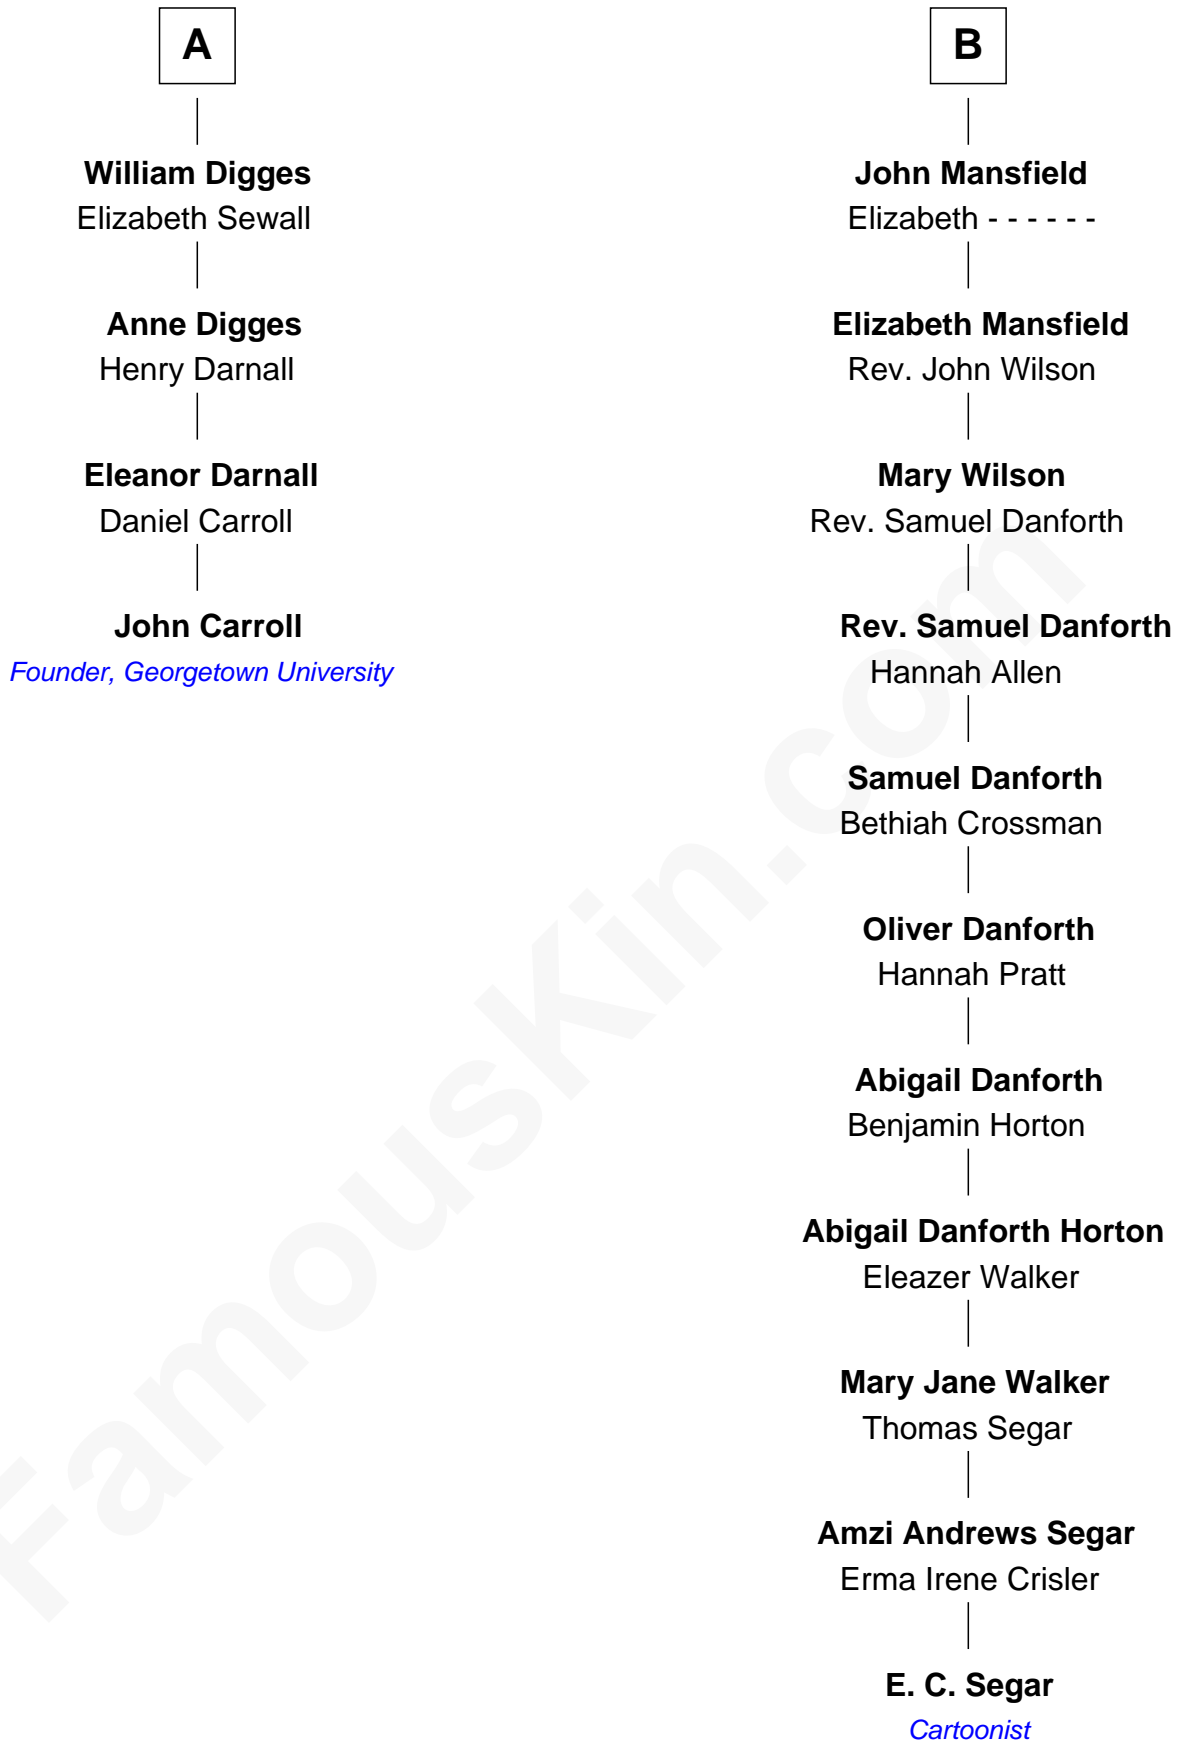 A
William Digges
Elizabeth Sewall
Anne Digges
Henry Darnall
Eleanor Darnall
Daniel Carroll
John Carroll
Founder, Georgetown University
B
John Mansfield
Elizabeth - - - - - -
Elizabeth Mansfield
Rev. John Wilson
Mary Wilson
Rev. Samuel Danforth
Rev. Samuel Danforth
Hannah Allen
Samuel Danforth
Bethiah Crossman
Oliver Danforth
Hannah Pratt
Abigail Danforth
Benjamin Horton
Abigail Danforth Horton
Eleazer Walker
Mary Jane Walker
Thomas Segar
Amzi Andrews Segar
Erma Irene Crisler
E. C. Segar
Cartoonist
FamousKin.com